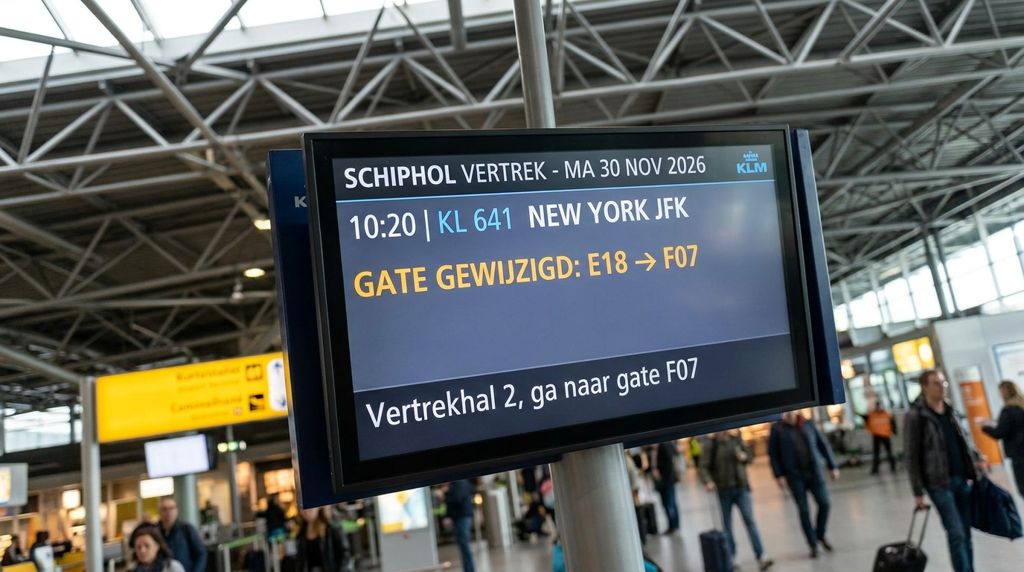 SCHIPHOL VERTREK - MA 30 NOV 2026
KLM
10:20 | KL 641 NEW YORK JFK
GATE GEWIJZIGD: E18 → F07
Vertrekhal 2, ga naar gate F07